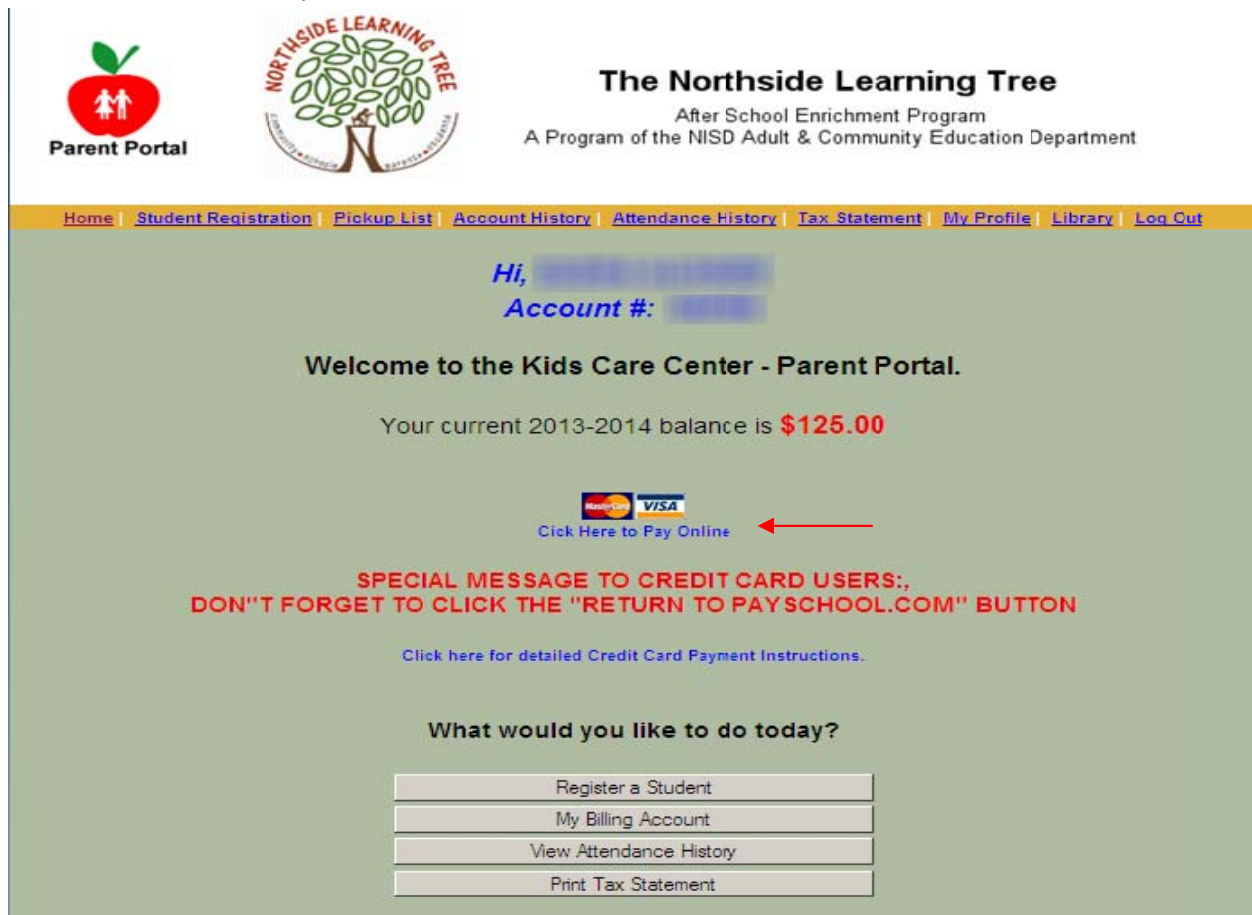 Parent Portal
NORTHSIDE LEARNING TREE
The Northside Learning Tree
After School Enrichment Program
A Program of the NISD Adult & Community Education Department
Home | Student Registration | Pickup List | Account History | Attendance History | Tax Statement | My Profile | Library | Log Out
Hi,
Account #:
Welcome to the Kids Care Center - Parent Portal.
Your current 2013-2014 balance is $125.00
MasterCard VISA
Cick Here to Pay Online
SPECIAL MESSAGE TO CREDIT CARD USERS:,
DON"T FORGET TO CLICK THE "RETURN TO PAYSCHOOL.COM" BUTTON
Click here for detailed Credit Card Payment Instructions.
What would you like to do today?
Register a Student
My Billing Account
View Attendance History
Print Tax Statement